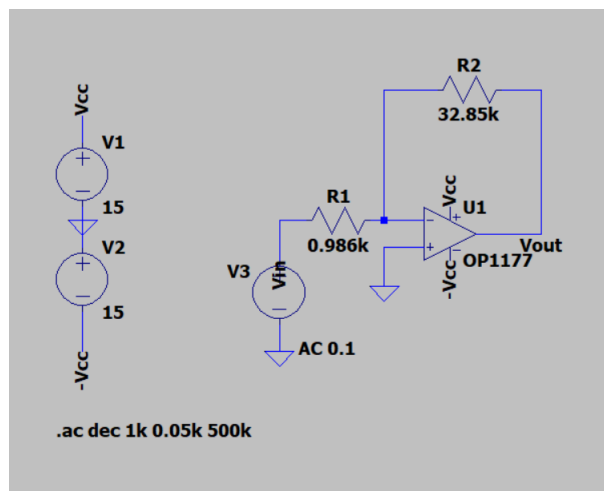 Vcc
V1
15
V2
15
-Vcc
R2
32.85k
R1
0.986k
Vcc
U1
OP1177
-Vcc
Vout
V3
Vin
AC 0.1
.ac dec 1k 0.05k 500k